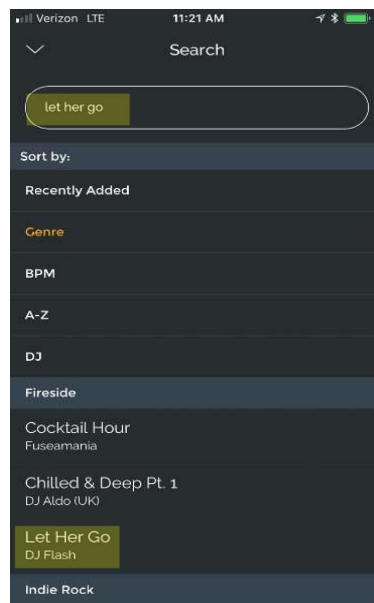 Verizon LTE 11:21 AM
Search
let her go
Sort by:
Recently Added
Genre
BPM
A-Z
DJ
Fireside
Cocktail Hour
Fuseamania
Chilled & Deep Pt. 1
DJ Aldo (UK)
Let Her Go
DJ Flash
Indie Rock